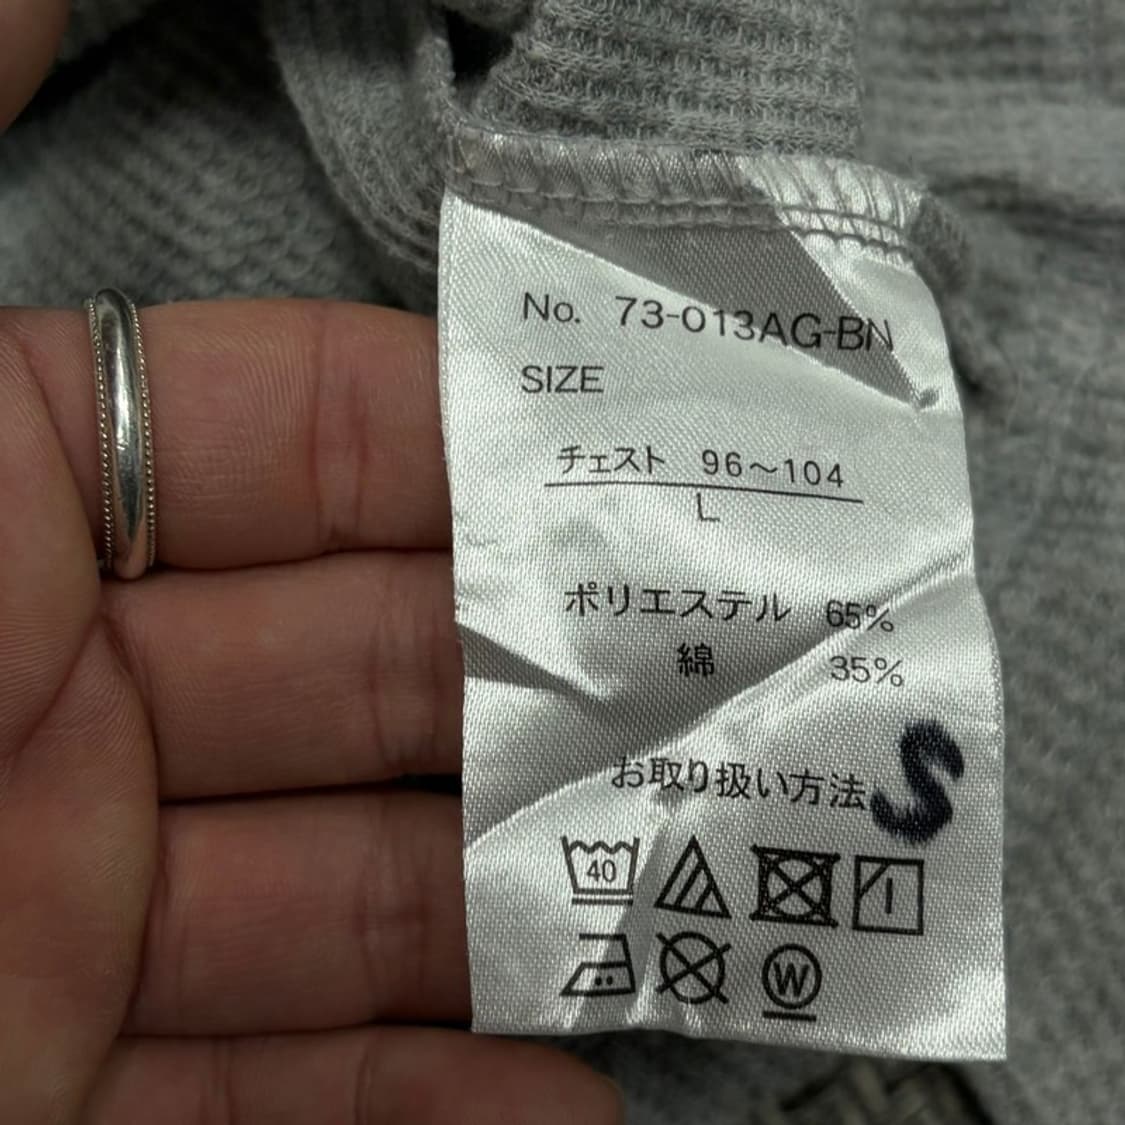 No. 73-013AG-BN
SIZE
チェスト 96～104
L
ポリエステル 65%
綿 35%
お取り扱い方法
S
40
W